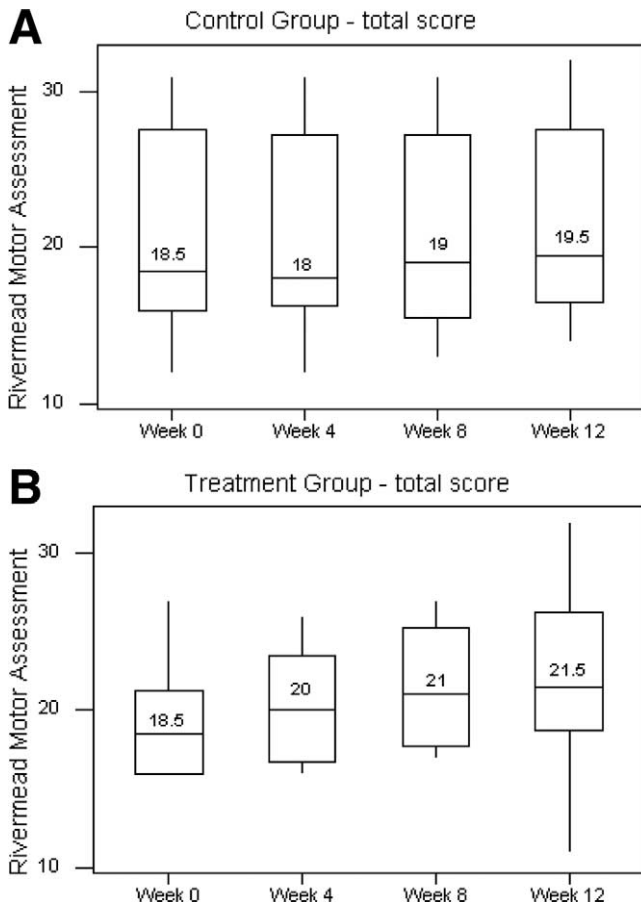 A
Control Group - total score
Rivermead Motor Assessment
30
20
10
18.5
18
19
19.5
Week 0
Week 4
Week 8
Week 12
B
Treatment Group - total score
Rivermead Motor Assessment
30
20
10
18.5
20
21
21.5
Week 0
Week 4
Week 8
Week 12